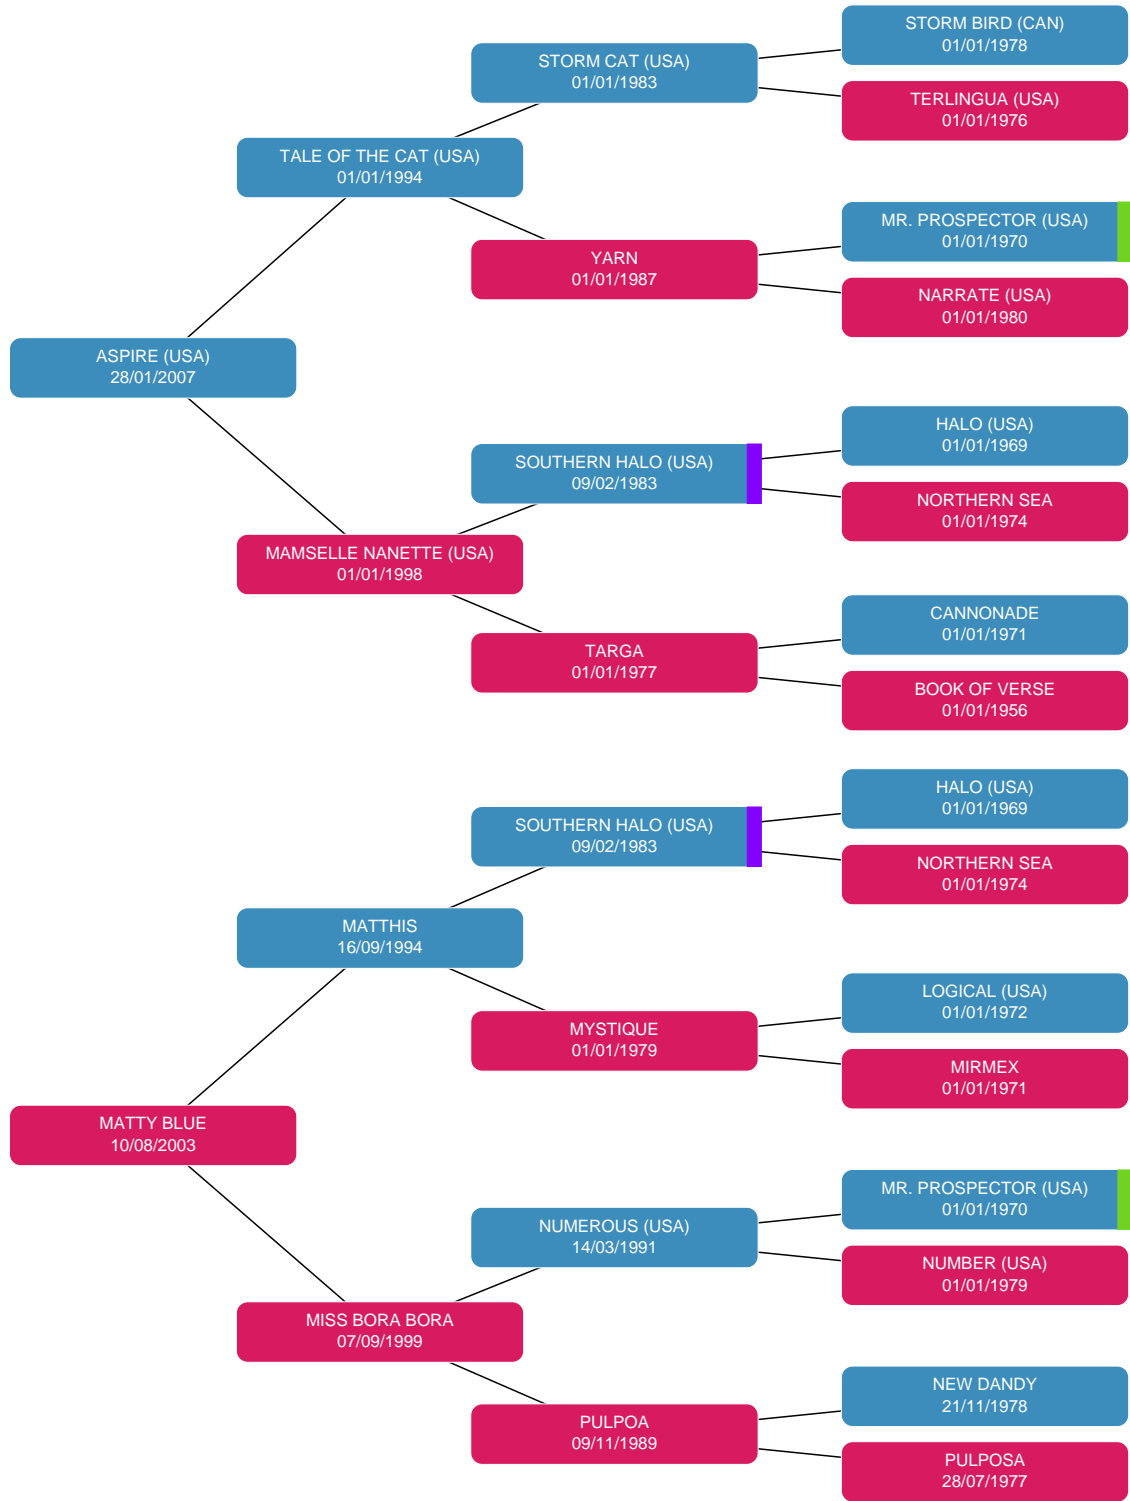 STORM BIRD (CAN)
01/01/1978
STORM CAT (USA)
01/01/1983
TERLINGUA (USA)
01/01/1976
TALE OF THE CAT (USA)
01/01/1994
MR. PROSPECTOR (USA)
01/01/1970
YARN
01/01/1987
NARRATE (USA)
01/01/1980
ASPIRE (USA)
28/01/2007
HALO (USA)
01/01/1969
SOUTHERN HALO (USA)
09/02/1983
NORTHERN SEA
01/01/1974
MAMSELLE NANETTE (USA)
01/01/1998
CANNONADE
01/01/1971
TARGA
01/01/1977
BOOK OF VERSE
01/01/1956
HALO (USA)
01/01/1969
SOUTHERN HALO (USA)
09/02/1983
NORTHERN SEA
01/01/1974
MATTHIS
16/09/1994
LOGICAL (USA)
01/01/1972
MYSTIQUE
01/01/1979
MIRMEX
01/01/1971
MATTY BLUE
10/08/2003
MR. PROSPECTOR (USA)
01/01/1970
NUMEROUS (USA)
14/03/1991
NUMBER (USA)
01/01/1979
MISS BORA BORA
07/09/1999
NEW DANDY
21/11/1978
PULPOA
09/11/1989
PULPOSA
28/07/1977